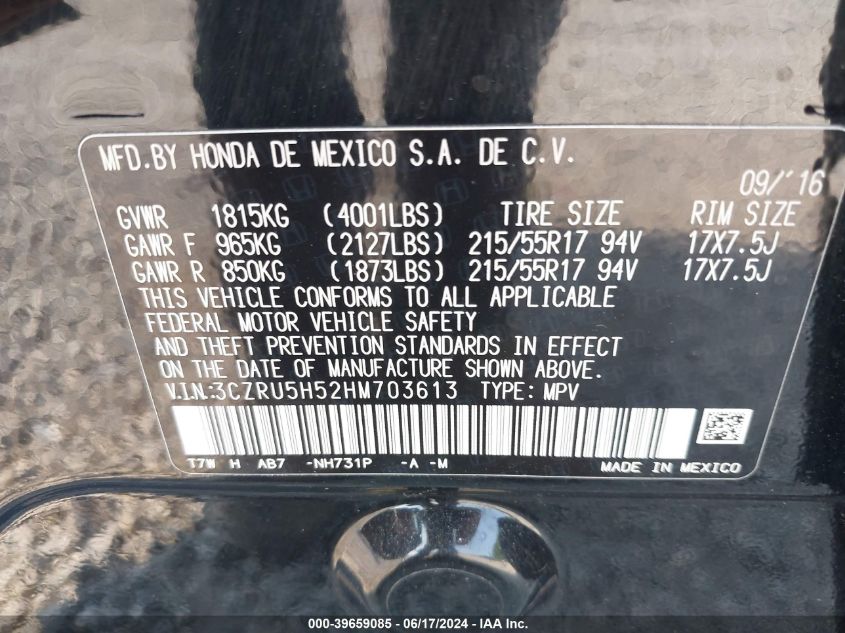 MFD.BY HONDA DE MEXICO S.A. DE C.V.
09/'16
GVWR 1815KG (4001LBS) TIRE SIZE RIM SIZE
GAWR F 965KG (2127LBS) 215/55R17 94V 17X7.5J
GAWR R 850KG (1873LBS) 215/55R17 94V 17X7.5J
THIS VEHICLE CONFORMS TO ALL APPLICABLE
FEDERAL MOTOR VEHICLE SAFETY
AND THEFT PREVENTION STANDARDS IN EFFECT
ON THE DATE OF MANUFACTURE SHOWN ABOVE.
V.I.N.:3CZRU5H52HM703613 TYPE: MPV
T7W H AB7 -NH731P -A -M
MADE IN MEXICO
000-39659085 - 06/17/2024 - IAA Inc.